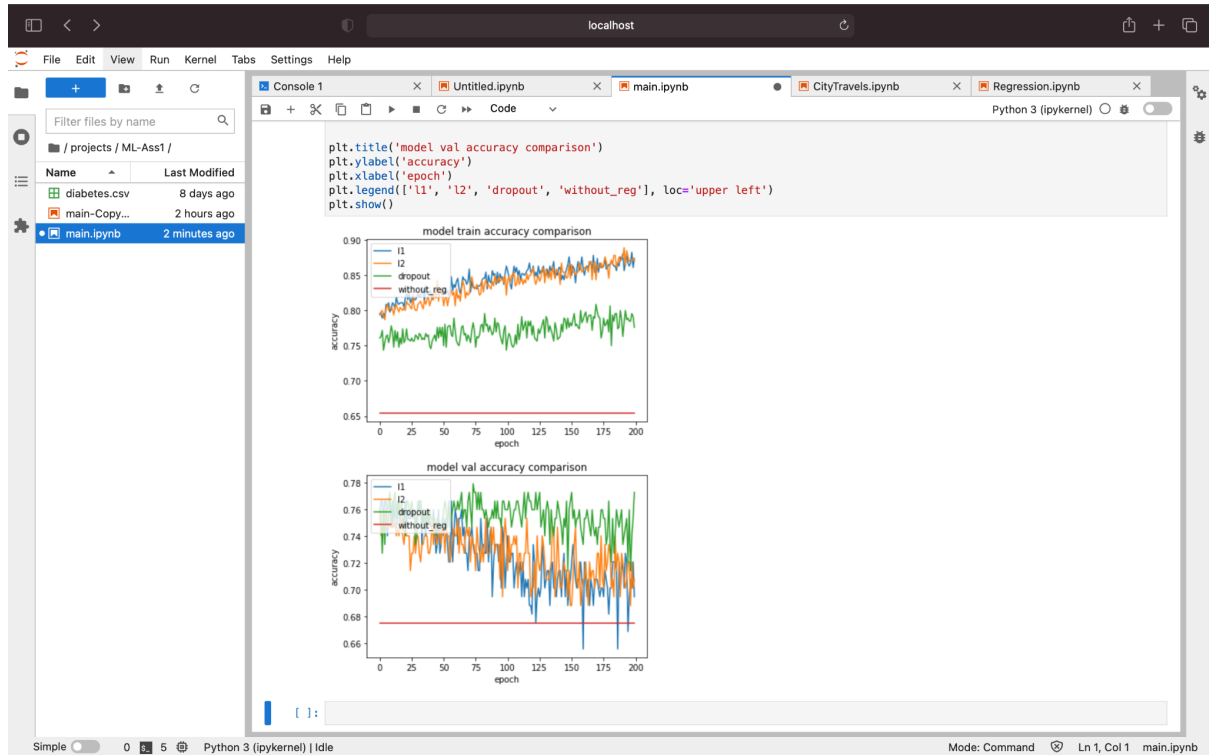 localhost
File Edit View Run Kernel Tabs Settings Help
+
Filter files by name
/ projects / ML-Ass1 /
Name Last Modified
diabetes.csv 8 days ago
main-Copy... 2 hours ago
main.ipynb 2 minutes ago
Console 1 Untitled.ipynb main.ipynb CityTravels.ipynb Regression.ipynb
Code Python 3 (ipykernel)
plt.title('model val accuracy comparison')
plt.ylabel('accuracy')
plt.xlabel('epoch')
plt.legend(['l1', 'l2', 'dropout', 'without_reg'], loc='upper left')
plt.show()
model train accuracy comparison
0.90
0.85
0.80
0.75
0.70
0.65
accuracy
l1
l2
dropout
without_reg
0 25 50 75 100 125 150 175 200
epoch
model val accuracy comparison
0.78
0.76
0.74
0.72
0.70
0.68
0.66
accuracy
l1
l2
dropout
without_reg
0 25 50 75 100 125 150 175 200
epoch
[ ]:
Simple 0 $_ 5 Python 3 (ipykernel) | Idle Mode: Command Ln 1, Col 1 main.ipynb